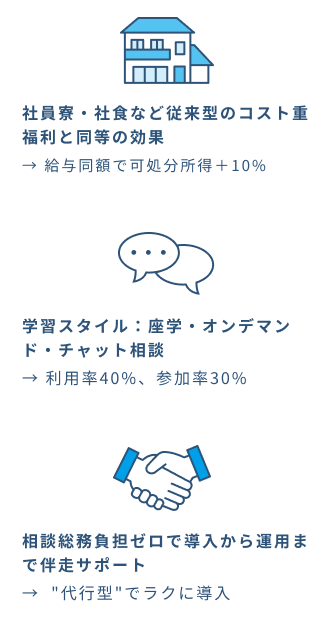 社員寮・社食など従来型のコスト重
福利と同等の効果
→ 給与同額で可処分所得＋10%
学習スタイル：座学・オンデマン
ド・チャット相談
→ 利用率40%、参加率30%
相談総務負担ゼロで導入から運用ま
で伴走サポート
→ "代行型"でラクに導入